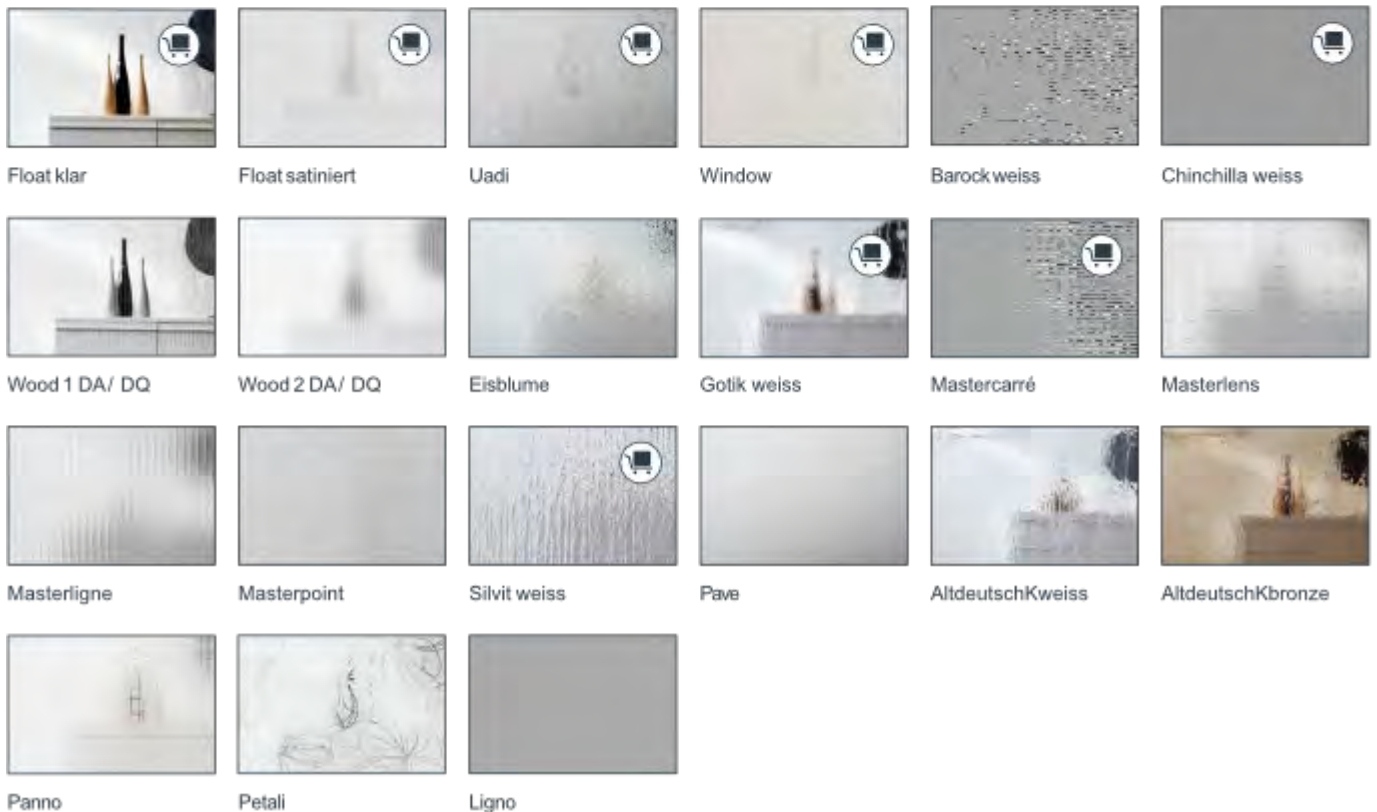 Float klar
Float satiniert
Uadi
Window
Barock weiss
Chinchilla weiss
Wood 1 DA/ DQ
Wood 2 DA/ DQ
Eisblume
Gotik weiss
Mastercarré
Masterlens
Masterligne
Masterpoint
Silvit weiss
Pave
AltdeutschKweiss
AltdeutschKbronze
Panno
Petali
Ligno